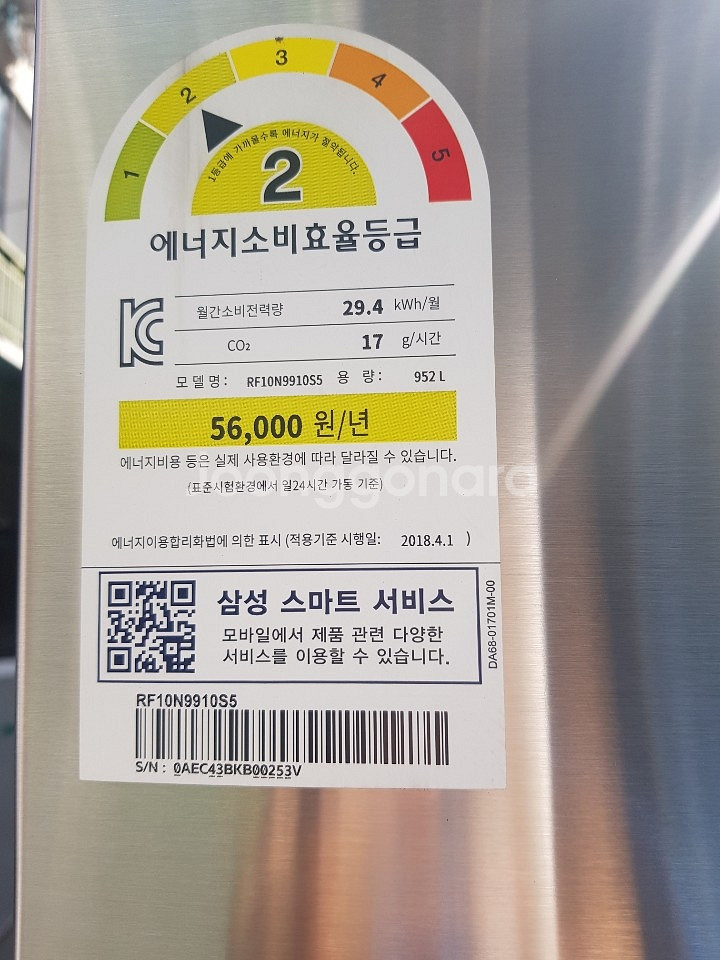 1 2 3 4 5
1등급에 가까울수록 에너지가 절약됩니다.
2
에너지소비효율등급
월간소비전력량 29.4 kWh/월
CO₂ 17 g/시간
모델명: RF10N9910S5 용 량: 952 L
56,000 원/년
에너지비용 등은 실제 사용환경에 따라 달라질 수 있습니다.
(표준시험환경에서 일24시간 가동 기준)
joonggonara
에너지이용합리화법에 의한 표시 (적용기준 시행일: 2018.4.1 )
삼성 스마트 서비스
모바일에서 제품 관련 다양한
서비스를 이용할 수 있습니다.
DA68-01701M-00
RF10N9910S5
S/N : 0AEC43BKB00253V